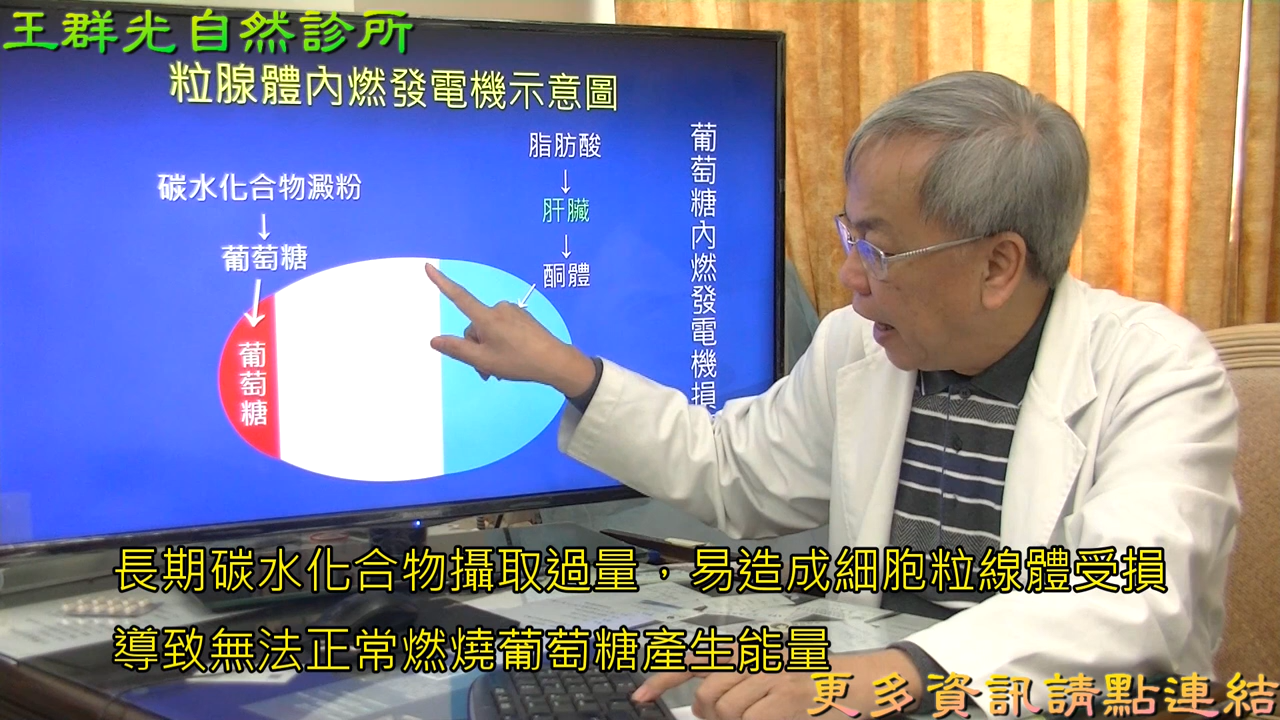 王群光自然診所
粒腺體內燃發電機示意圖
碳水化合物澱粉
↓
葡萄糖
葡萄糖
脂肪酸
↓
肝臟
↓
酮體
葡萄糖內燃發電機損
長期碳水化合物攝取過量，易造成細胞粒線體受損
導致無法正常燃燒葡萄糖產生能量
更多資訊請點連結